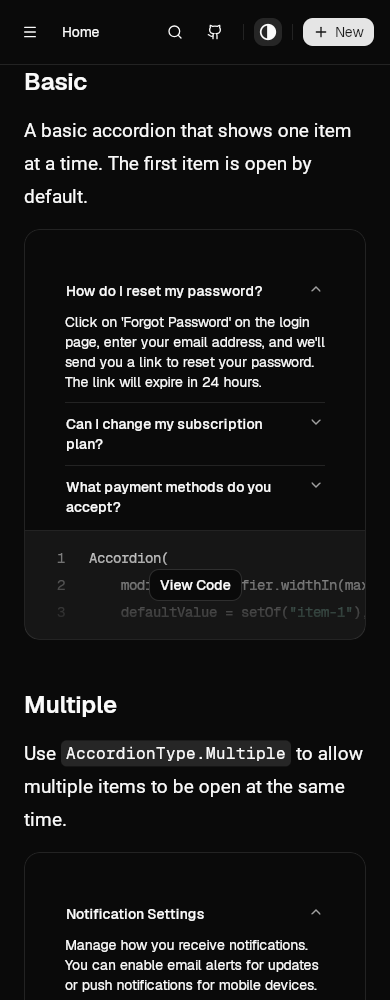 Home
New
Basic
A basic accordion that shows one item
at a time. The first item is open by
default.
How do I reset my password?
Click on 'Forgot Password' on the login
page, enter your email address, and we'll
send you a link to reset your password.
The link will expire in 24 hours.
Can I change my subscription
plan?
What payment methods do you
accept?
1 Accordion(
2 fier.widthIn(max
View Code
3 defaultValue = setOf("item-1")
Multiple
Use AccordionType.Multiple to allow
multiple items to be open at the same
time.
Notification Settings
Manage how you receive notifications.
You can enable email alerts for updates
or push notifications for mobile devices.